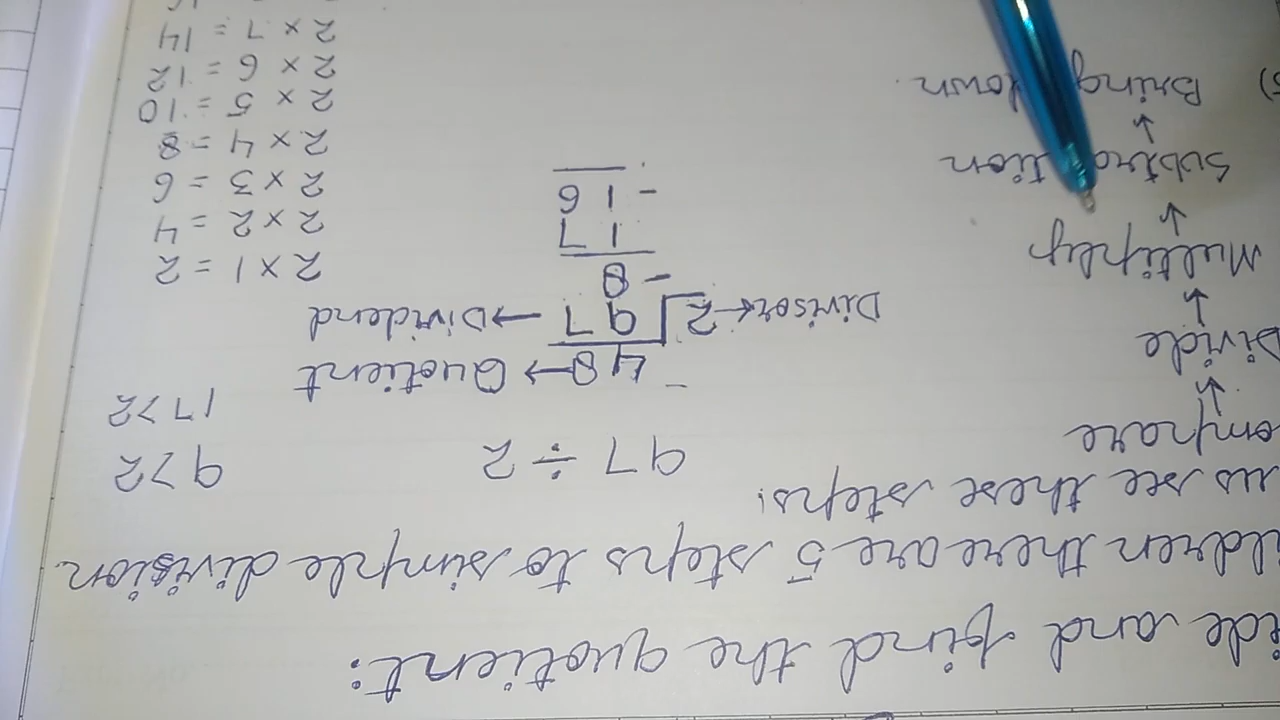 ide and find the quotient:
ildren there are 5 steps to simple division
us see these steps.
ompare
↓
Divide
↓
Multiply
↓
Subtraction
↓
5) Bring down.
97 ÷ 2
9>2
17>2
48 → Quotient
Divisor ← 2 97 → Dividend
- 8
17
- 16
2 × 1 = 2
2 × 2 = 4
2 × 3 = 6
2 × 4 = 8
2 × 5 = 10
2 × 6 = 12
2 × 7 = 14